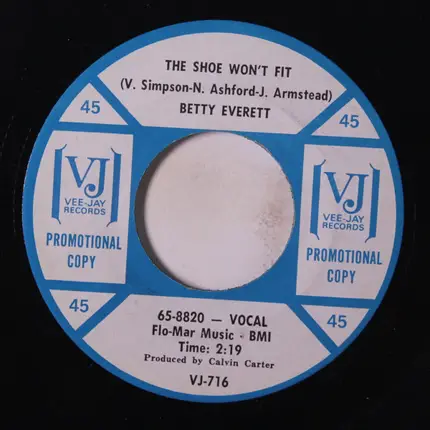 THE SHOE WON'T FIT
(V. Simpson-N. Ashford-J. Armstead)
BETTY EVERETT
45
45
VJ
VEE-JAY
RECORDS
PROMOTIONAL
COPY
VJ
VEE-JAY
RECORDS
PROMOTIONAL
COPY
45
45
65-8820 — VOCAL
Flo-Mar Music - BMI
Time: 2:19
Produced by Calvin Carter
VJ-716